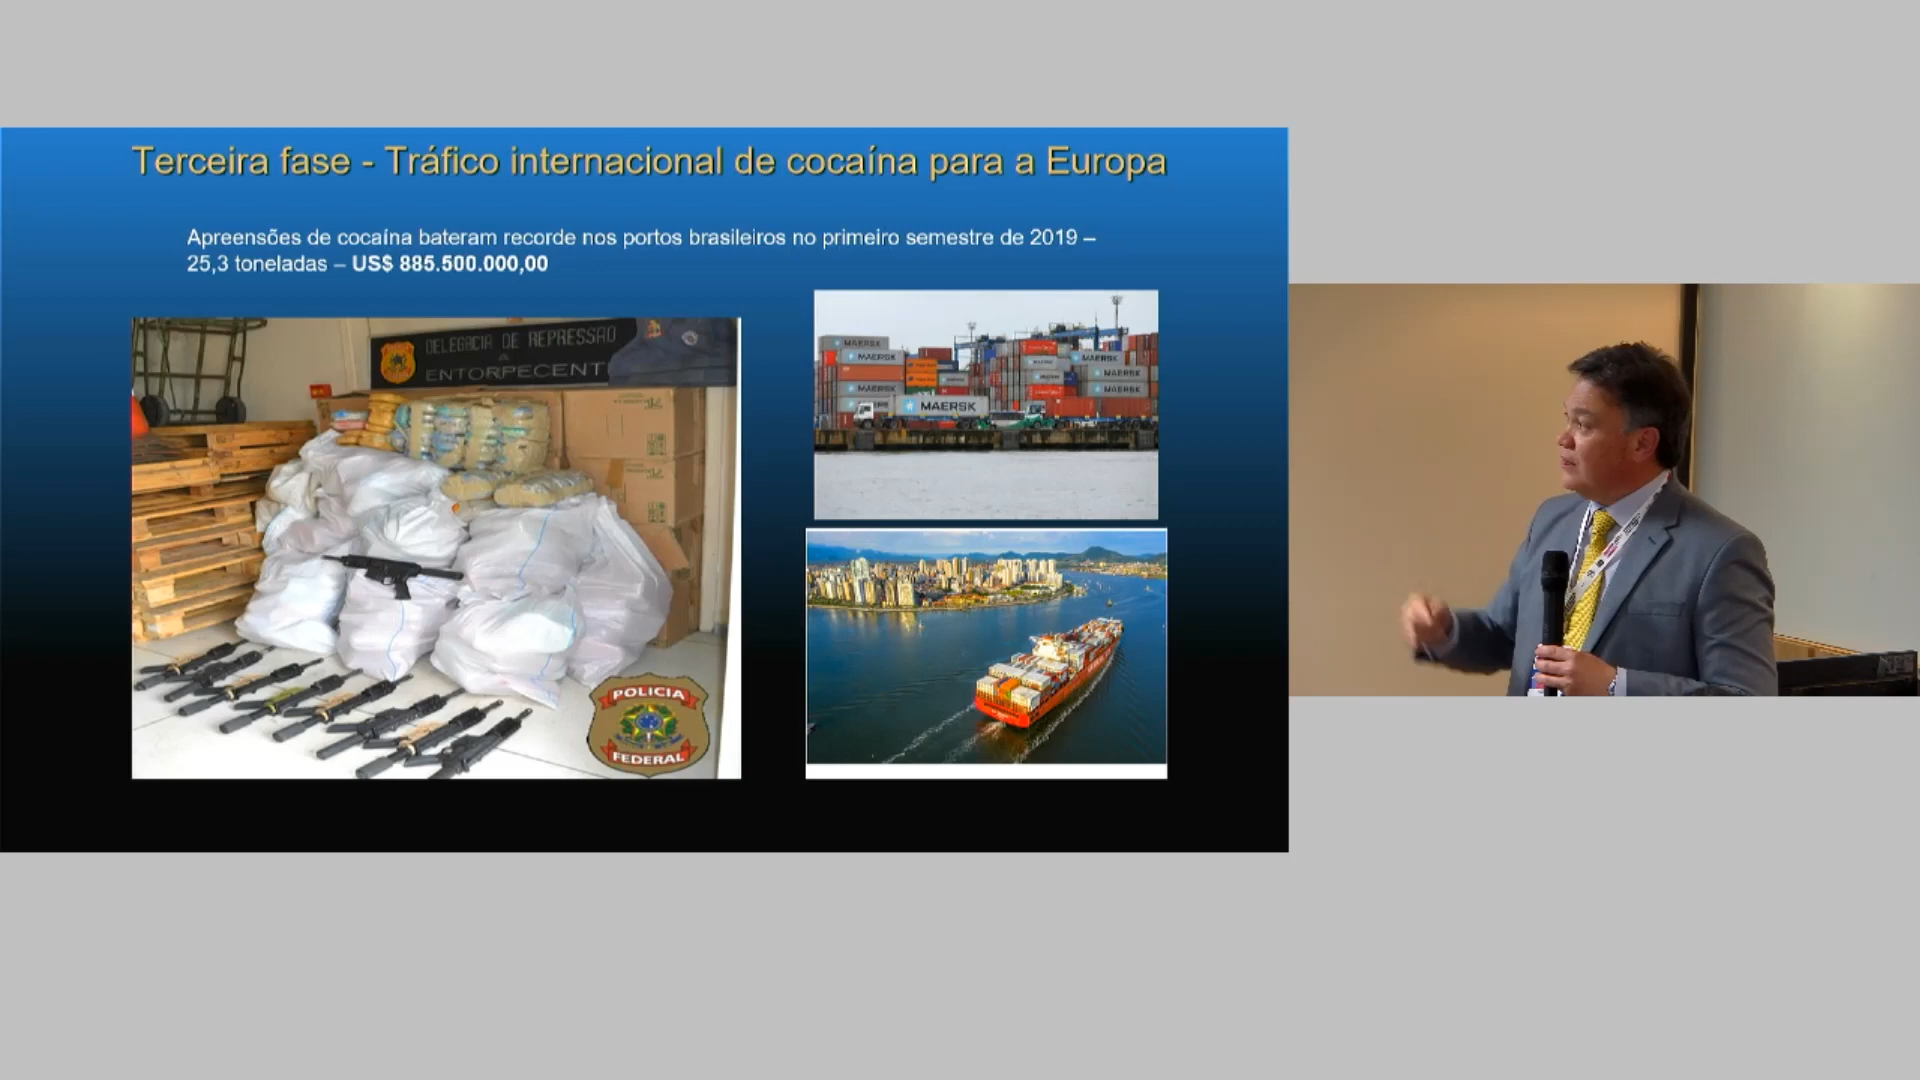 Terceira fase - Tráfico internacional de cocaína para a Europa
Apreensões de cocaína bateram recorde nos portos brasileiros no primeiro semestre de 2019 –
25,3 toneladas – US$ 885.500.000,00
DELEGACIA DE REPRESSÃO
A
ENTORPECENT
POLICIA
FEDERAL
MAERSK
MAERSK
MAERSK
MAERSK
MAERSK
MAERSK
MAERSK